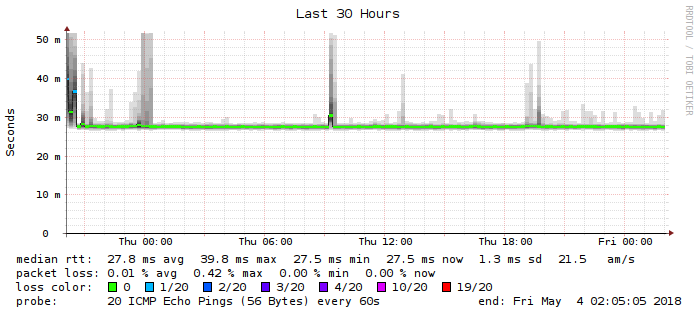 Last 30 Hours
RRDTOOL / TOBI OETIKER
Seconds
50 m
40 m
30 m
20 m
10 m
0
Thu 00:00 Thu 06:00 Thu 12:00 Thu 18:00 Fri 00:00
median rtt: 27.8 ms avg 39.8 ms max 27.5 ms min 27.5 ms now 1.3 ms sd 21.5 am/s
packet loss: 0.01 % avg 0.42 % max 0.00 % min 0.00 % now
loss color: 0 1/20 2/20 3/20 4/20 10/20 19/20
probe: 20 ICMP Echo Pings (56 Bytes) every 60s end: Fri May 4 02:05:05 2018